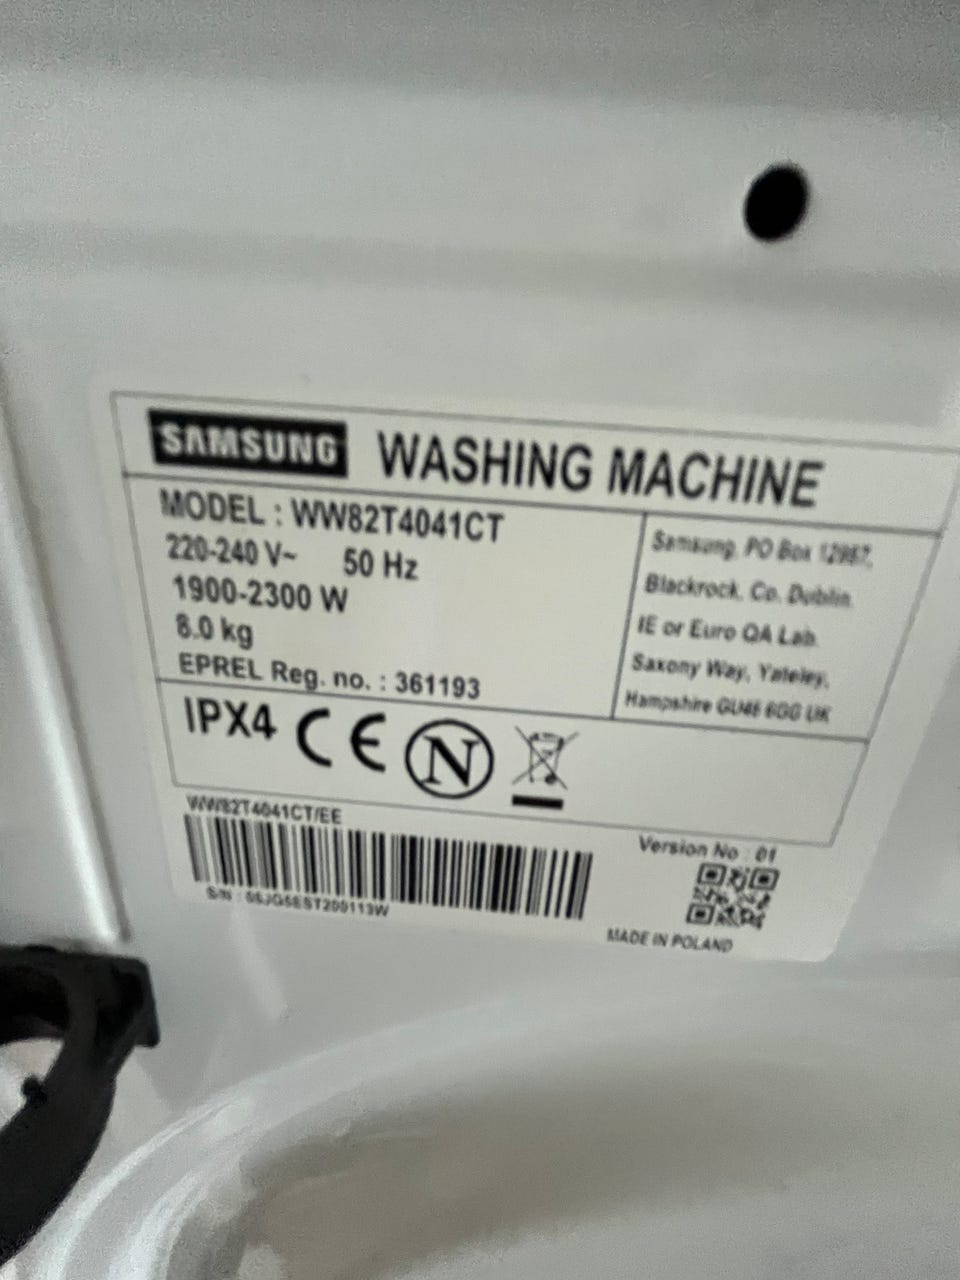 SAMSUNG WASHING MACHINE
MODEL : WW82T4041CT
220-240 V~ 50 Hz
1900-2300 W
8.0 kg
EPREL Reg. no. : 361193
Samsung, PO Box 12987,
Blackrock, Co. Dublin.
IE or Euro QA Lab.
Saxony Way, Yateley,
Hampshire GU46 6GG UK
IPX4 CE N
WW82T4041CT/EE
S/N :
Version No : 01
MADE IN POLAND